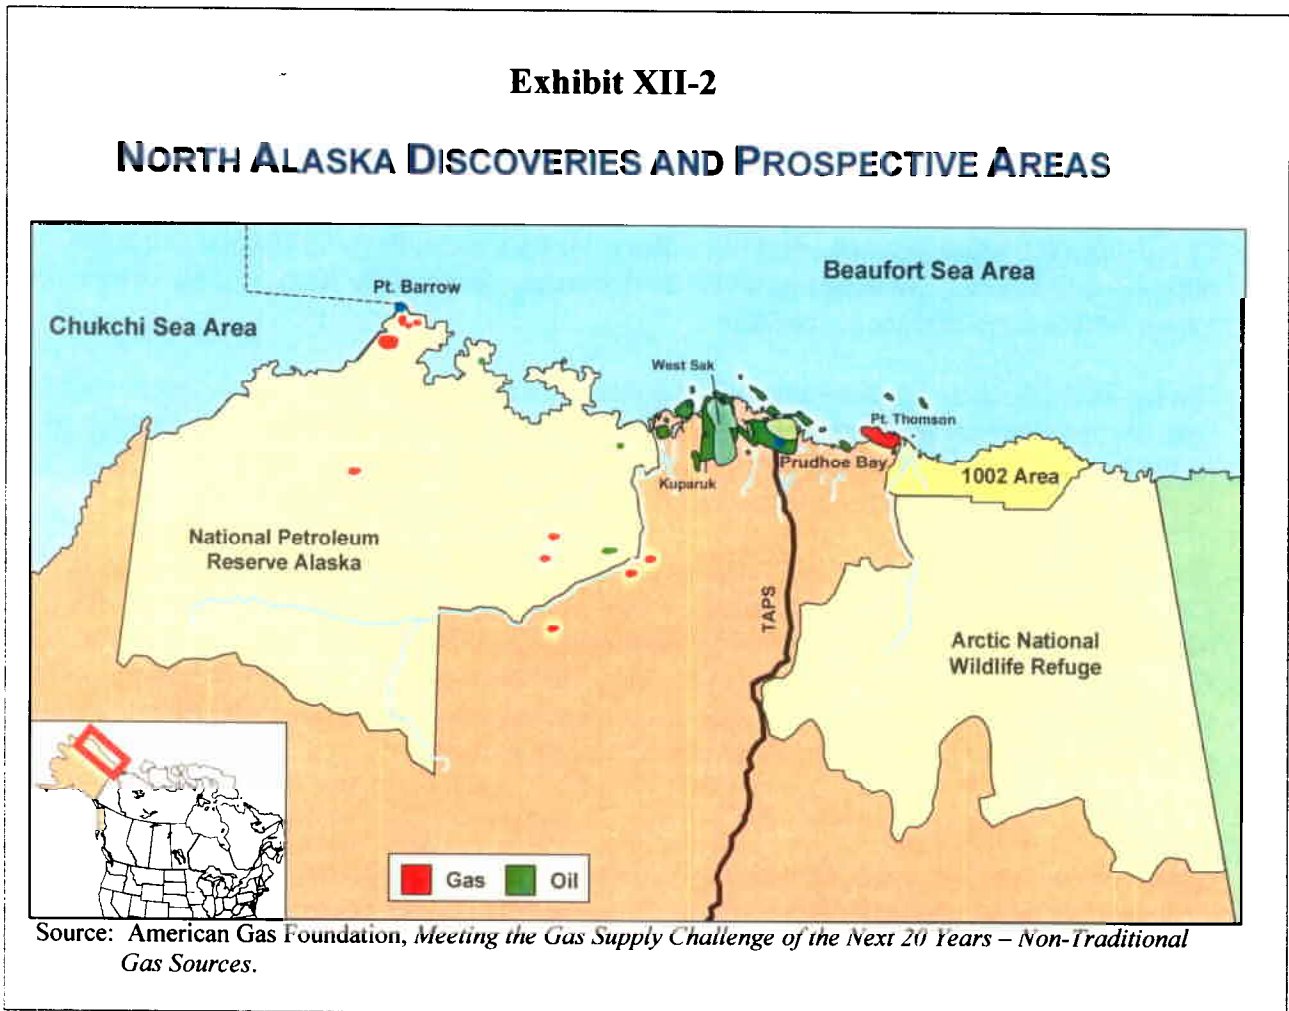 Exhibit XII-2
NORTH ALASKA DISCOVERIES AND PROSPECTIVE AREAS
Beaufort Sea Area
Pt. Barrow
Chukchi Sea Area
West Sak
Pt. Thomson
Prudhoe Bay
1002 Area
Kuparuk
National Petroleum
Reserve Alaska
TAPS
Arctic National
Wildlife Refuge
Gas
Oil
Source: American Gas Foundation, Meeting the Gas Supply Challenge of the Next 20 Years – Non-Traditional
Gas Sources.